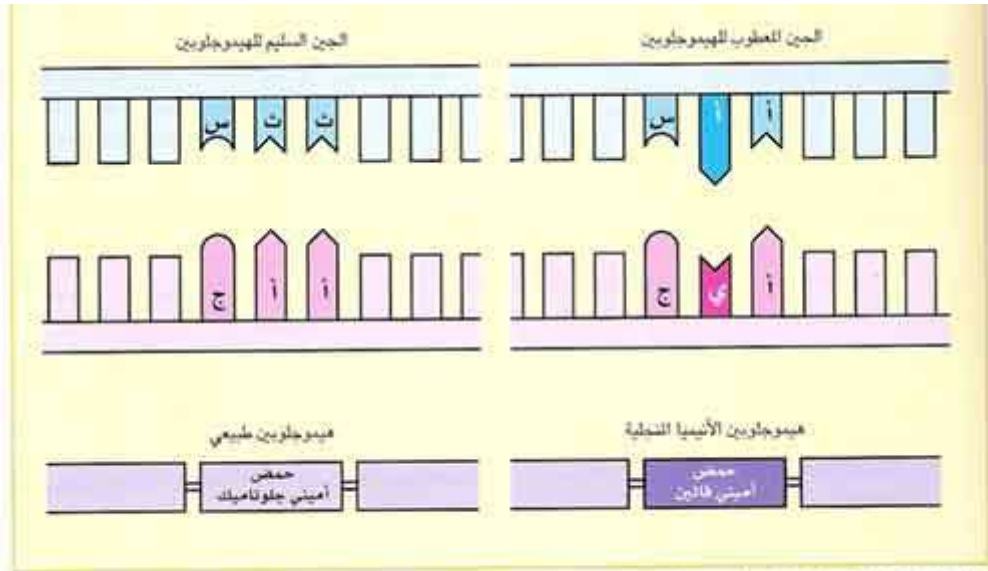 الجين المعطوب للهيموجلوبين
الجين السليم للهيموجلوبين
أ أ س
ث ث س
أ ي ج
أ أ ج
هيموجلوبين الأنيميا المنجلية
هيموجلوبين طبيعي
حمض
أميني فالين
حمض
أميني جلوتاميك